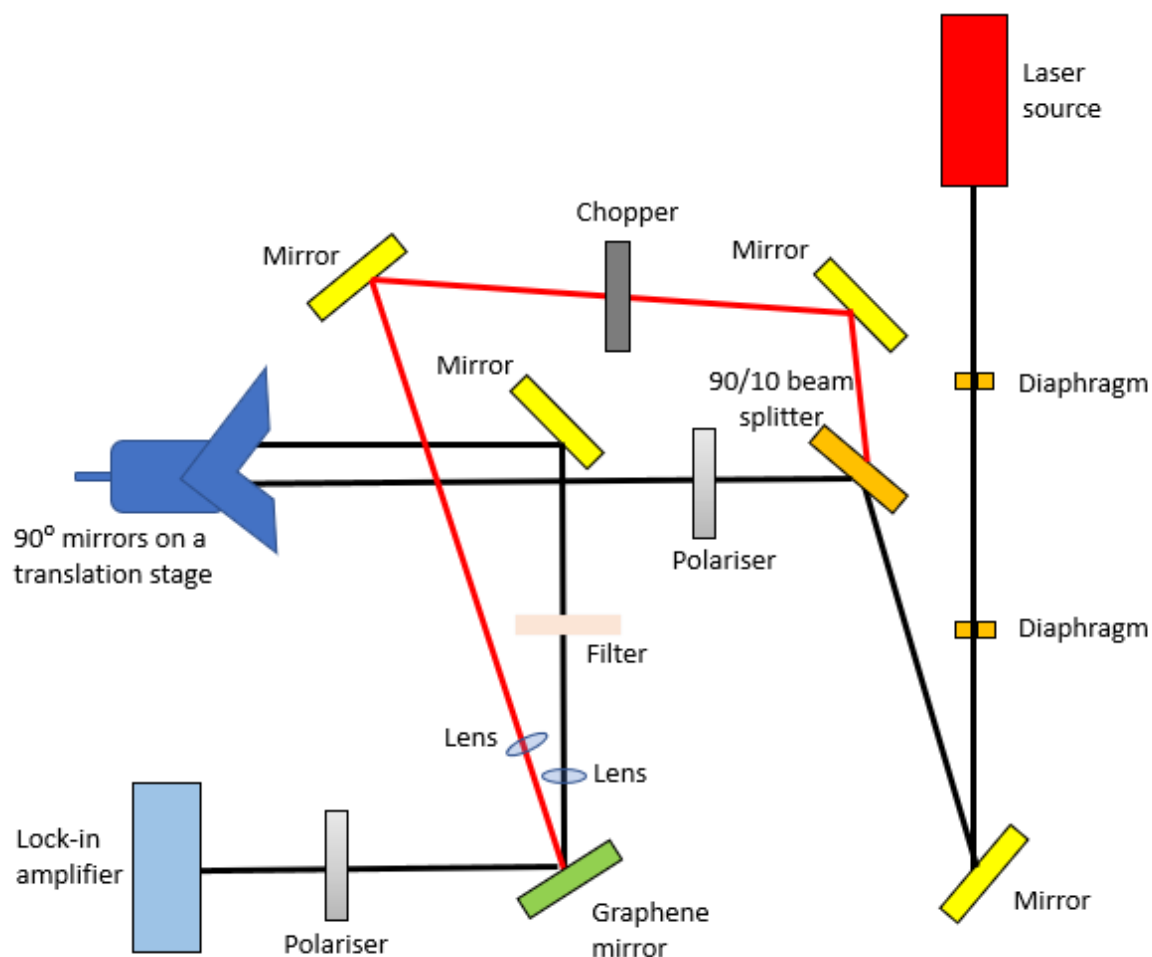 Laser
source
Chopper
Mirror
Mirror
Mirror
90/10 beam
splitter
Diaphragm
90° mirrors on a
translation stage
Polariser
Filter
Diaphragm
Lens
Lens
Lock-in
amplifier
Polariser
Graphene
mirror
Mirror